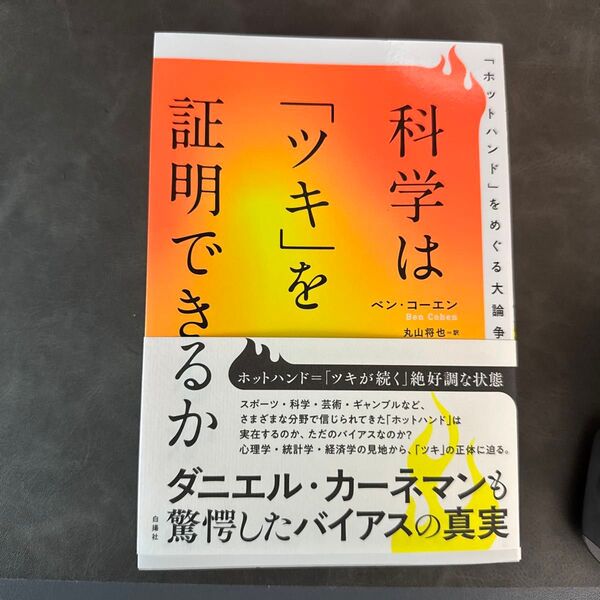 「ホットハンド」をめぐる大論争
科学は
「ツキ」を
証明できるか
ベン・コーエン
Ben Cohen
丸山将也=訳
ホットハンド=「ツキが続く」絶好調な状態
スポーツ・科学・芸術・ギャンブルなど、
さまざまな分野で信じられてきた「ホットハンド」は
実在するのか、ただのバイアスなのか?
心理学・統計学・経済学の見地から、「ツキ」の正体に迫る。
ダニエル・カーネマンも
驚愕したバイアスの真実
白揚社